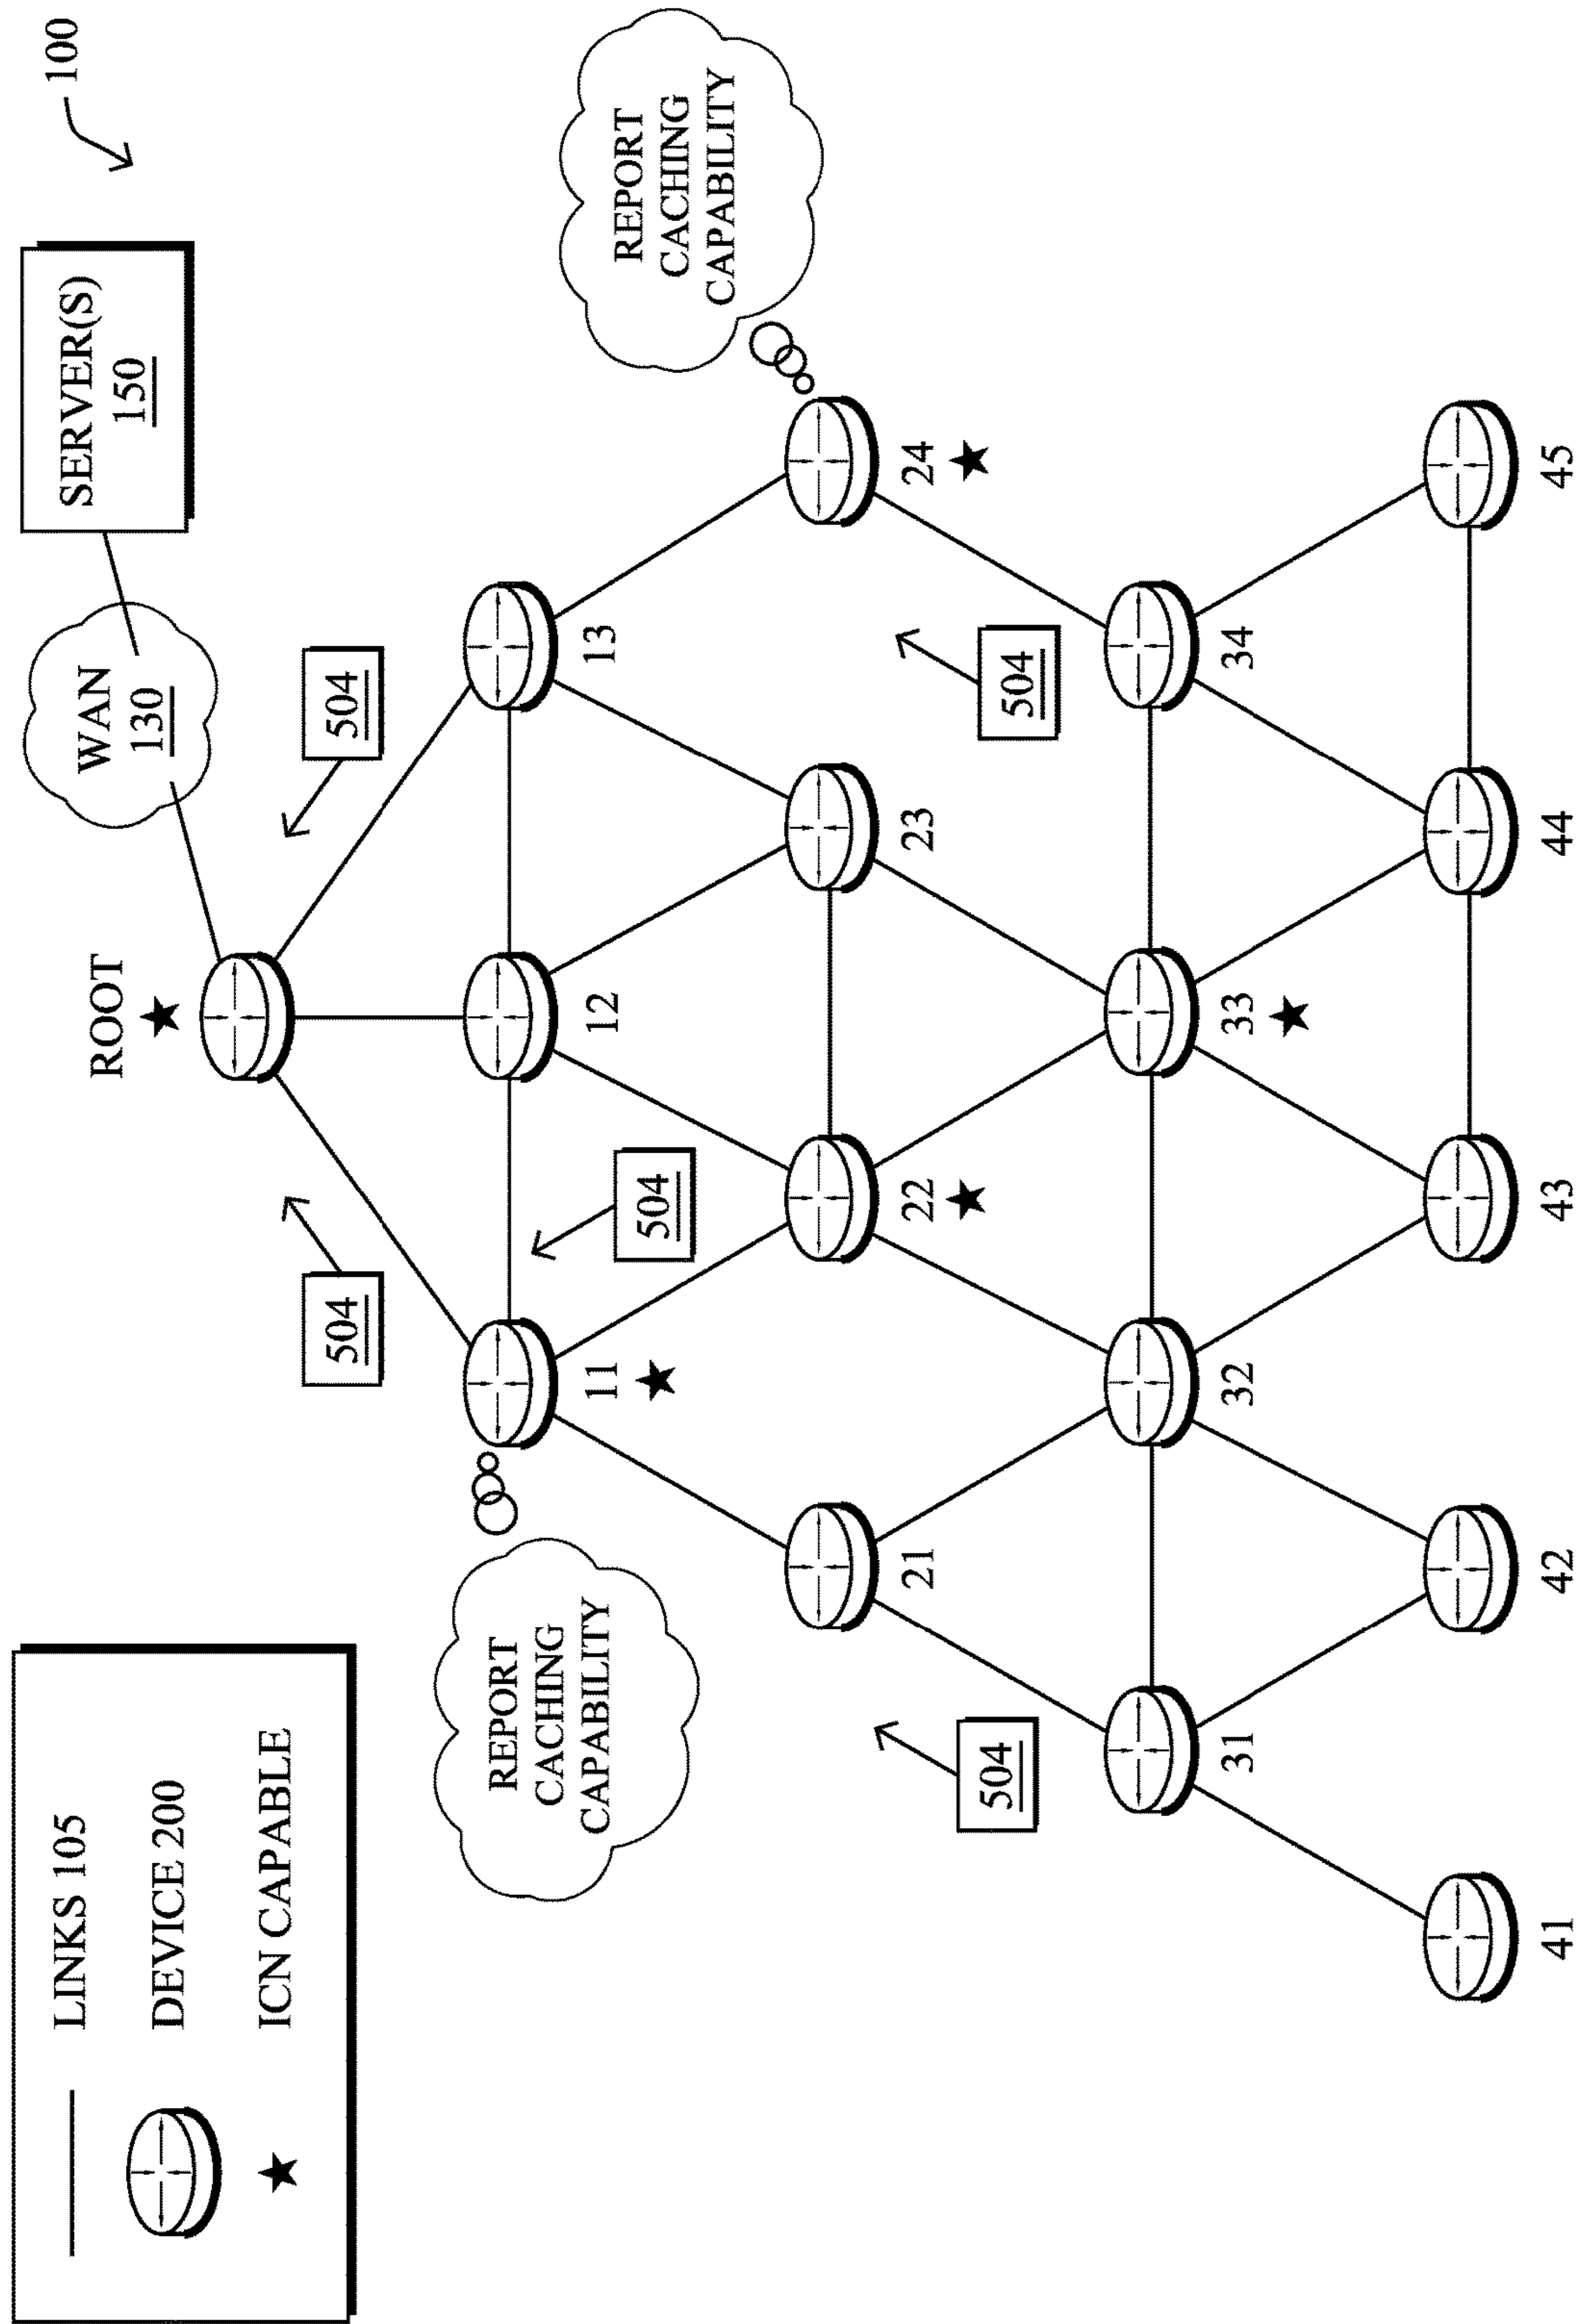 LINKS 105
DEVICE 200
ICN CAPABLE
SERVER(S)
150
100
WAN
130
ROOT
504
504
REPORT
CACHING
CAPABILITY
11
12
13
504
REPORT
CACHING
CAPABILITY
21
22
23
24
504
504
31
32
33
34
41
42
43
44
45